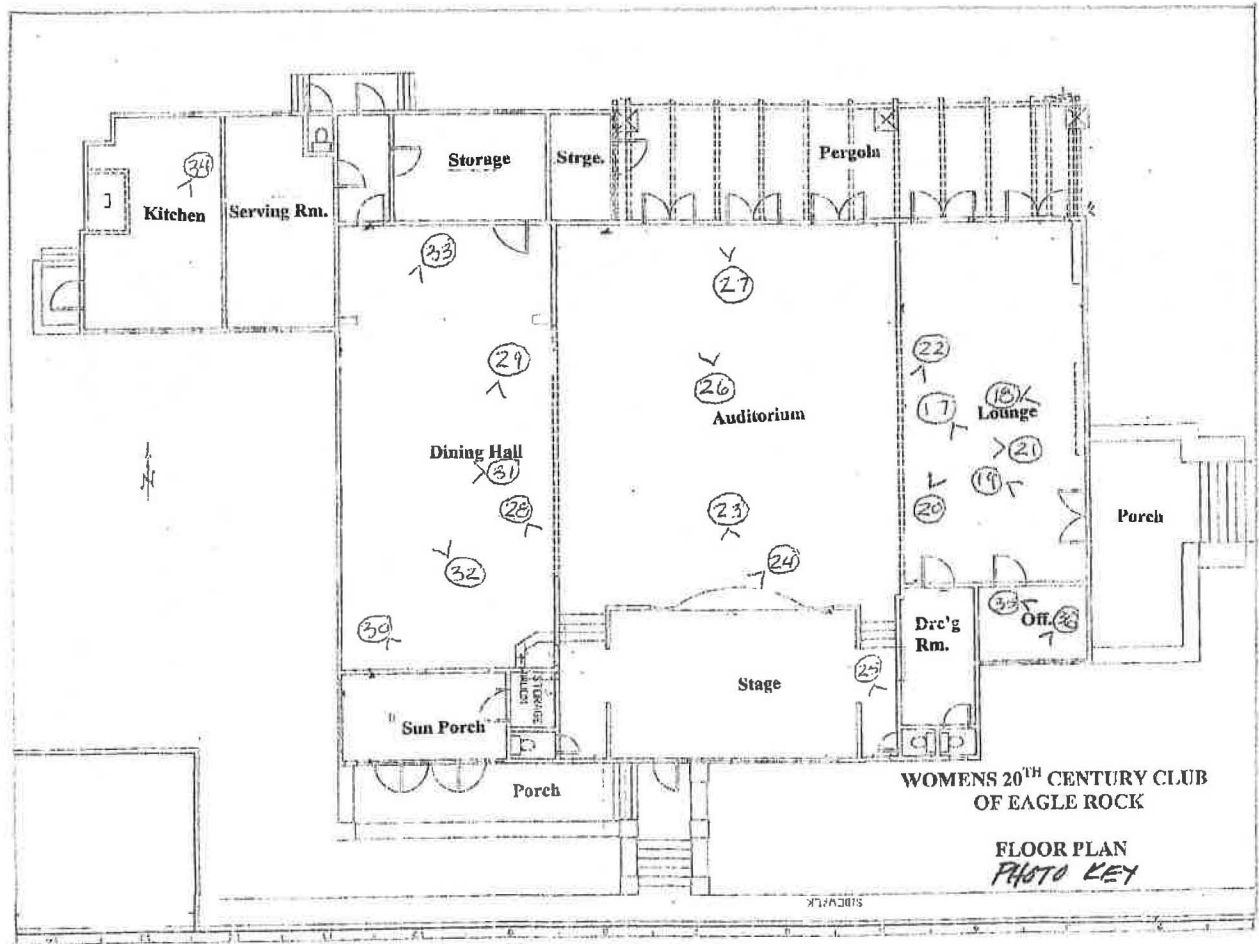 34
Kitchen
Serving Rm.
Storage
Strge.
Pergola
33
27
29
26
Auditorium
22
17
18
Lounge
21
19
20
Dining Hall
31
28
23
24
32
30
N
Porch
35
Off.
36
Drc'g
Rm.
Stage
25
STORAGE
Sun Porch
Porch
WOMENS 20TH CENTURY CLUB
OF EAGLE ROCK
FLOOR PLAN
PHOTO KEY
SIDEWALK